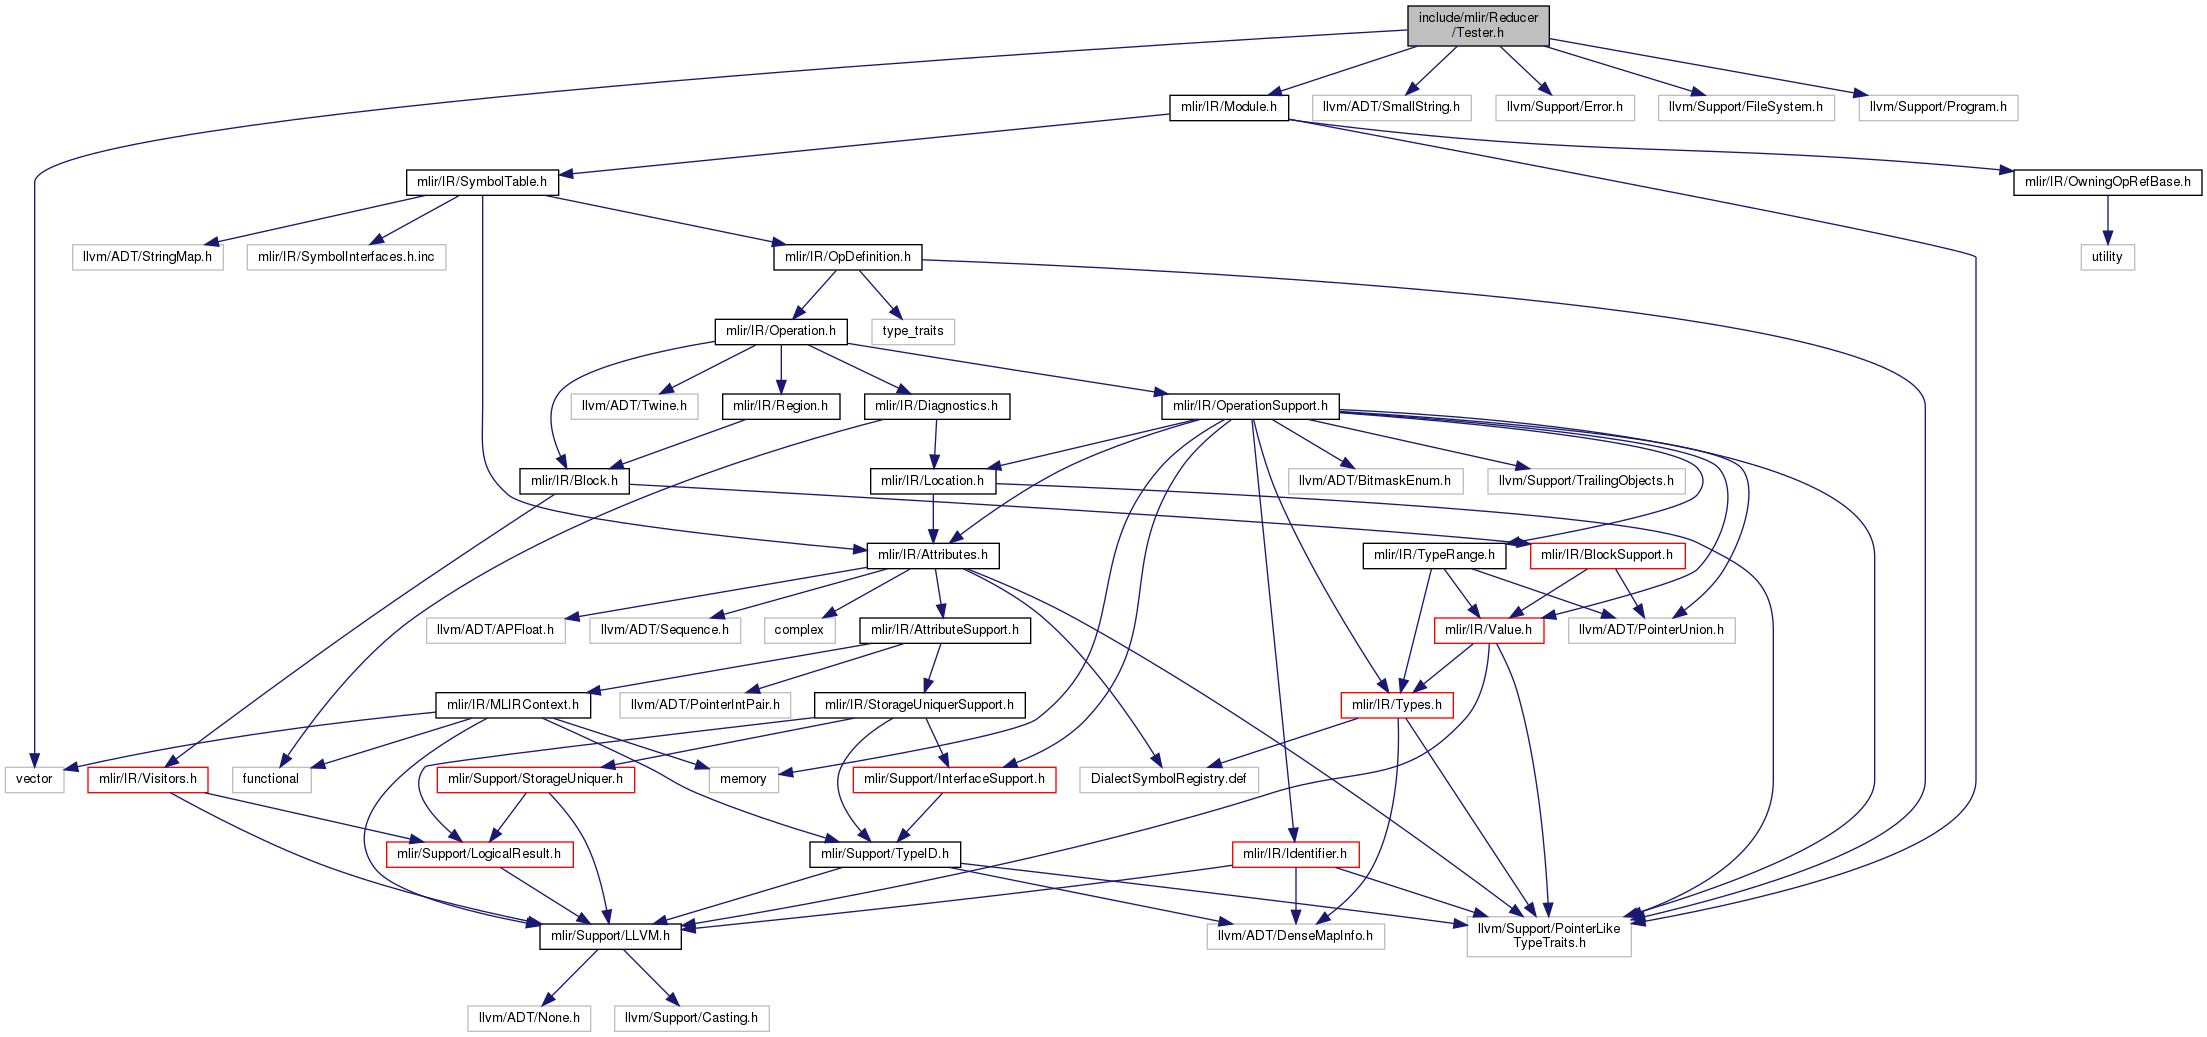 include/mlir/Reducer
/Tester.h
mlir/IR/Module.h
llvm/ADT/SmallString.h
llvm/Support/Error.h
llvm/Support/FileSystem.h
llvm/Support/Program.h
mlir/IR/SymbolTable.h
mlir/IR/OwningOpRefBase.h
llvm/ADT/StringMap.h
mlir/IR/SymbolInterfaces.h.inc
mlir/IR/OpDefinition.h
utility
mlir/IR/Operation.h
type_traits
llvm/ADT/Twine.h
mlir/IR/Region.h
mlir/IR/Diagnostics.h
mlir/IR/OperationSupport.h
mlir/IR/Block.h
mlir/IR/Location.h
llvm/ADT/BitmaskEnum.h
llvm/Support/TrailingObjects.h
mlir/IR/Attributes.h
mlir/IR/TypeRange.h
mlir/IR/BlockSupport.h
llvm/ADT/APFloat.h
llvm/ADT/Sequence.h
complex
mlir/IR/AttributeSupport.h
mlir/IR/Value.h
llvm/ADT/PointerUnion.h
mlir/IR/MLIRContext.h
llvm/ADT/PointerIntPair.h
mlir/IR/StorageUniquerSupport.h
mlir/IR/Types.h
vector
mlir/IR/Visitors.h
functional
mlir/Support/StorageUniquer.h
memory
mlir/Support/InterfaceSupport.h
DialectSymbolRegistry.def
mlir/Support/LogicalResult.h
mlir/Support/TypeID.h
mlir/IR/Identifier.h
mlir/Support/LLVM.h
llvm/ADT/DenseMapInfo.h
llvm/Support/PointerLike
TypeTraits.h
llvm/ADT/None.h
llvm/Support/Casting.h